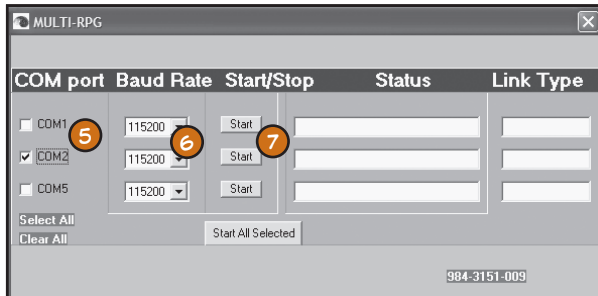 MULTI-RPG
COM port Baud Rate Start/Stop Status Link Type
COM1 5 115200 6 Start 7
COM2 115200 Start
COM5 115200 Start
Select All
Clear All
Start All Selected
984-3151-009